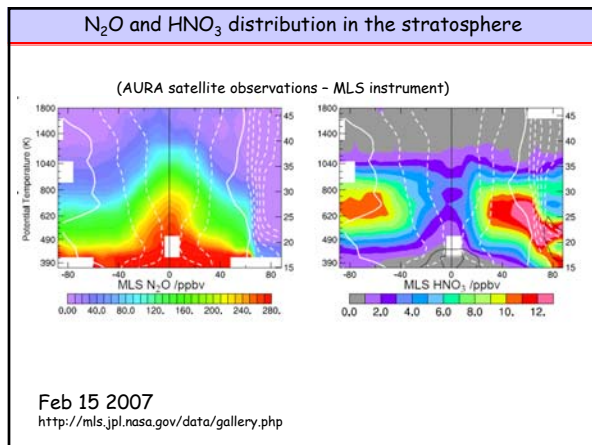 N₂O and HNO₃ distribution in the stratosphere
(AURA satellite observations – MLS instrument)
Potential Temperature (K)
1800
1400
1040
800
620
490
390
45
40
35
30
25
20
15
-80 -40 0 40 80
MLS N₂O /ppbv
0.00 40.0 80.0 120. 160. 200. 240. 280.
45
40
35
30
25
20
15
1800
1400
1040
800
620
490
390
-80 -40 0 40 80
MLS HNO₃ /ppbv
0.0 2.0 4.0 6.0 8.0 10. 12.
Feb 15 2007
http://mls.jpl.nasa.gov/data/gallery.php